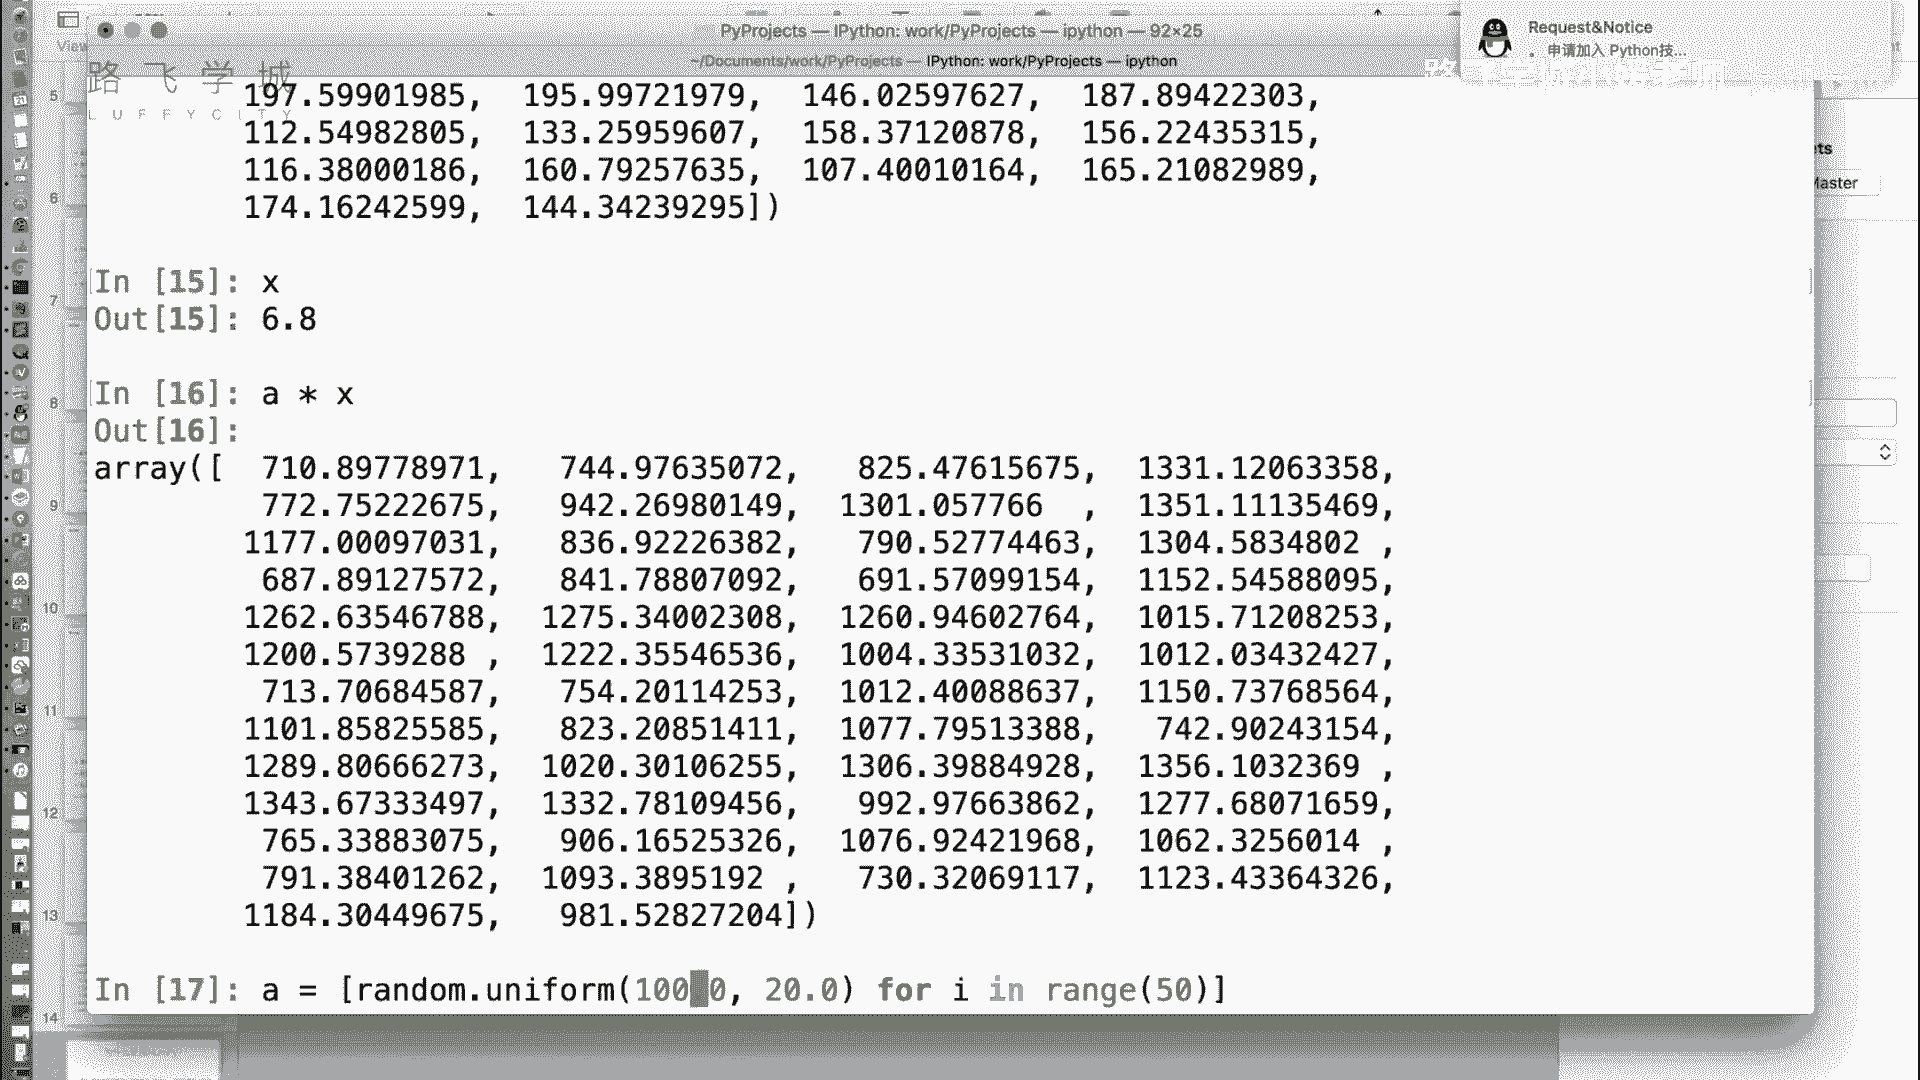 PyProjects — IPython: work/PyProjects — ipython — 92×25
~/Documents/work/PyProjects — IPython: work/PyProjects — ipython
Request&Notice
。 申请加入 Python技...
View
路飞学城
LUFFYCITY
197.59901985, 195.99721979, 146.02597627, 187.89422303,
112.54982805, 133.25959607, 158.37120878, 156.22435315,
116.38000186, 160.79257635, 107.40010164, 165.21082989,
174.16242599, 144.34239295])
In [15]: x
Out[15]: 6.8
In [16]: a * x
Out[16]:
array([ 710.89778971, 744.97635072, 825.47615675, 1331.12063358,
772.75222675, 942.26980149, 1301.057766 , 1351.11135469,
1177.00097031, 836.92226382, 790.52774463, 1304.5834802 ,
687.89127572, 841.78807092, 691.57099154, 1152.54588095,
1262.63546788, 1275.34002308, 1260.94602764, 1015.71208253,
1200.5739288 , 1222.35546536, 1004.33531032, 1012.03432427,
713.70684587, 754.20114253, 1012.40088637, 1150.73768564,
1101.85825585, 823.20851411, 1077.79513388, 742.90243154,
1289.80666273, 1020.30106255, 1306.39884928, 1356.1032369 ,
1343.67333497, 1332.78109456, 992.97663862, 1277.68071659,
765.33883075, 906.16525326, 1076.92421968, 1062.3256014 ,
791.38401262, 1093.3895192 , 730.32069117, 1123.43364326,
1184.30449675, 981.52827204])
In [17]: a = [random.uniform(100 0, 20.0) for i in range(50)]
5
6
7
8
9
10
11
12
13
14